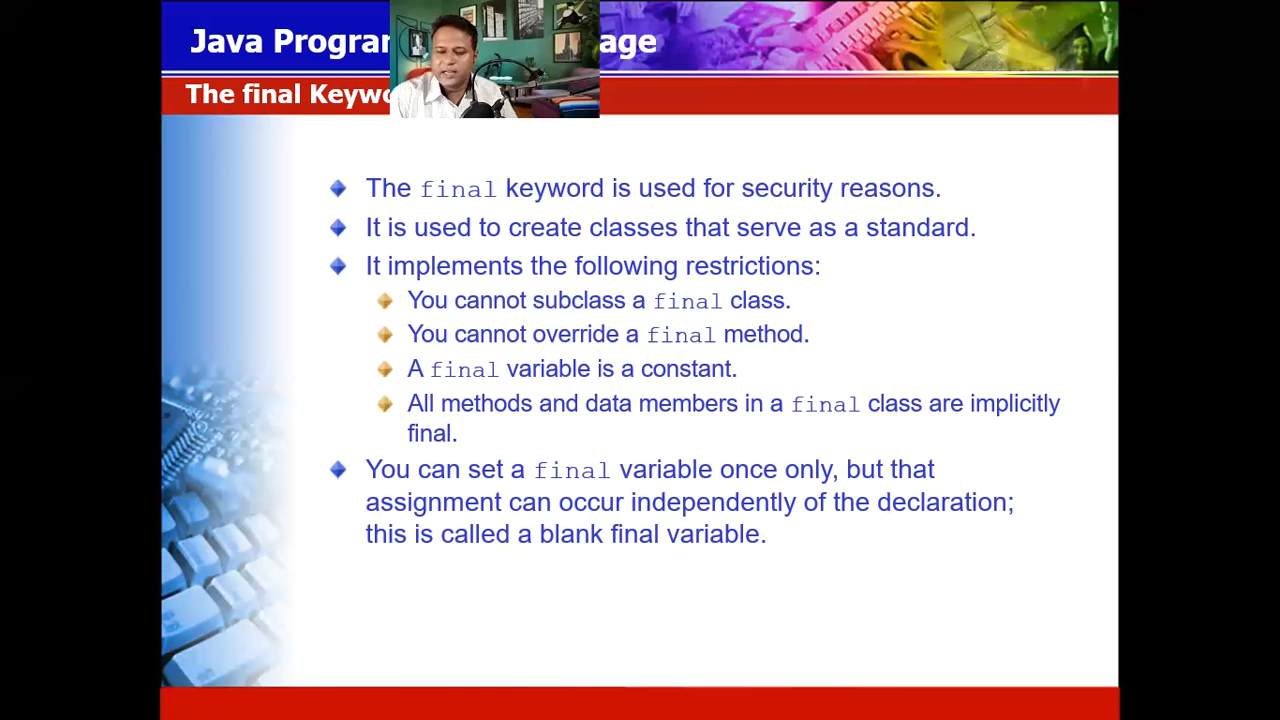 Java Progra age
The final Keyw
The final keyword is used for security reasons.
It is used to create classes that serve as a standard.
It implements the following restrictions:
You cannot subclass a final class.
You cannot override a final method.
A final variable is a constant.
All methods and data members in a final class are implicitly
final.
You can set a final variable once only, but that
assignment can occur independently of the declaration;
this is called a blank final variable.